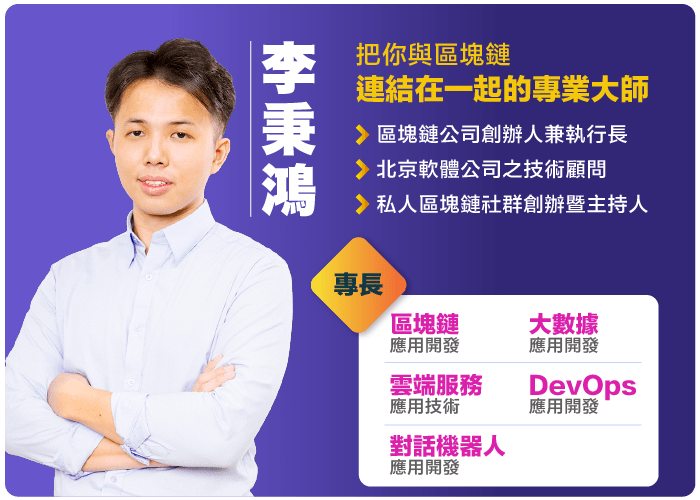 李秉鴻
把你與區塊鏈
連結在一起的專業大師
區塊鏈公司創辦人兼執行長
北京軟體公司之技術顧問
私人區塊鏈社群創辦暨主持人
專長
區塊鏈
應用開發
大數據
應用開發
雲端服務
應用技術
DevOps
應用開發
對話機器人
應用開發